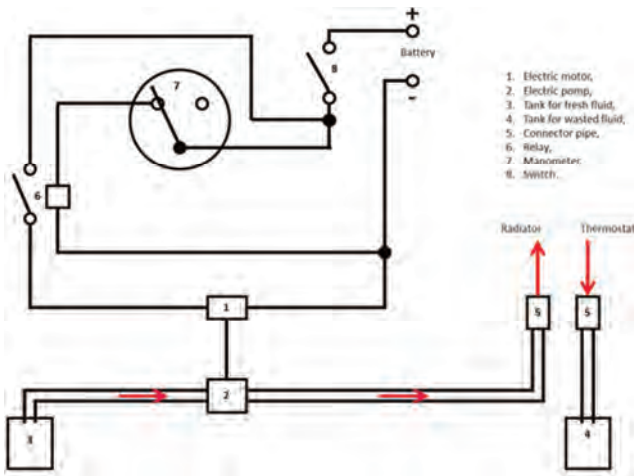 +
Battery
-
7
8
6
1. Electric motor,
2. Electric pomp,
3. Tank for fresh fluid,
4. Tank for wasted fluid,
5. Connector pipe,
6. Relay,
7. Manometer
8. Switch.
Radiator
Thermostat
1
5
5
2
3
4